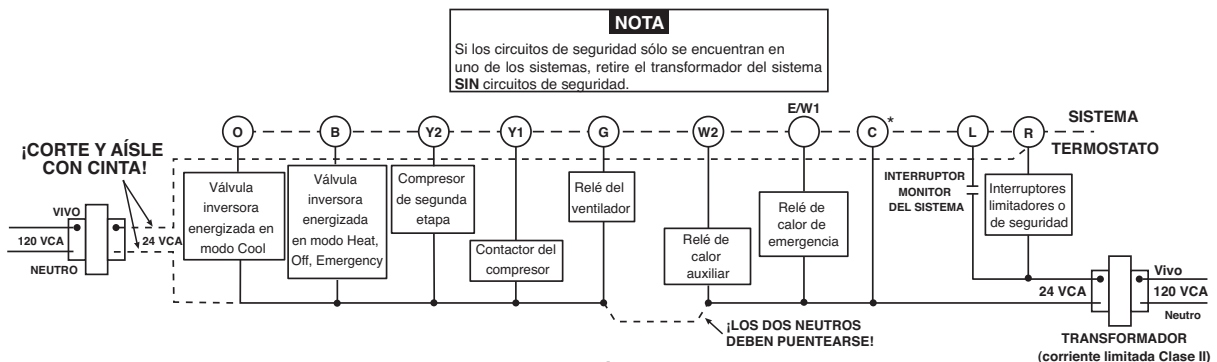 NOTA
Si los circuitos de seguridad sólo se encuentran en
uno de los sistemas, retire el transformador del sistema
SIN circuitos de seguridad.
O
B
Y2
Y1
G
W2
E/W1
C *
L
R
SISTEMA
TERMOSTATO
¡CORTE Y AÍSLE
CON CINTA!
VIVO
120 VCA
NEUTRO
24 VCA
Válvula
inversora
energizada en
modo Cool
Válvula
inversora
energizada
en modo Heat,
Off, Emergency
Compresor
de segunda
etapa
Contactor del
compresor
Relé del
ventilador
Relé de
calor
auxiliar
Relé de
calor de
emergencia
INTERRUPTOR
MONITOR
DEL SISTEMA
Interruptores
limitadores o
de seguridad
¡LOS DOS NEUTROS
DEBEN PUENTEARSE!
24 VCA
Vivo
120 VCA
Neutro
TRANSFORMADOR
(corriente limitada Clase II)